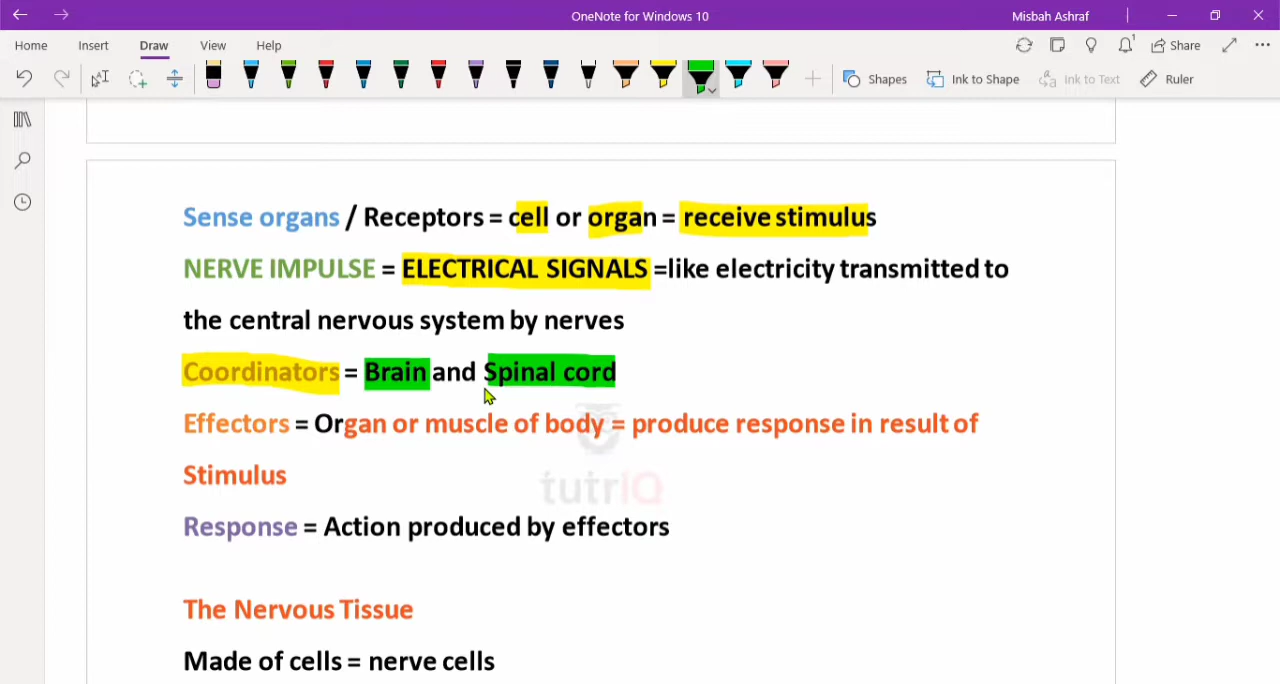 OneNote for Windows 10
Misbah Ashraf
Home Insert Draw View Help
Share
Shapes Ink to Shape Ink to Text Ruler
Sense organs / Receptors = cell or organ = receive stimulus
NERVE IMPULSE = ELECTRICAL SIGNALS =like electricity transmitted to
the central nervous system by nerves
Coordinators = Brain and Spinal cord
Effectors = Organ or muscle of body = produce response in result of
Stimulus
tutrIQ
Response = Action produced by effectors
The Nervous Tissue
Made of cells = nerve cells